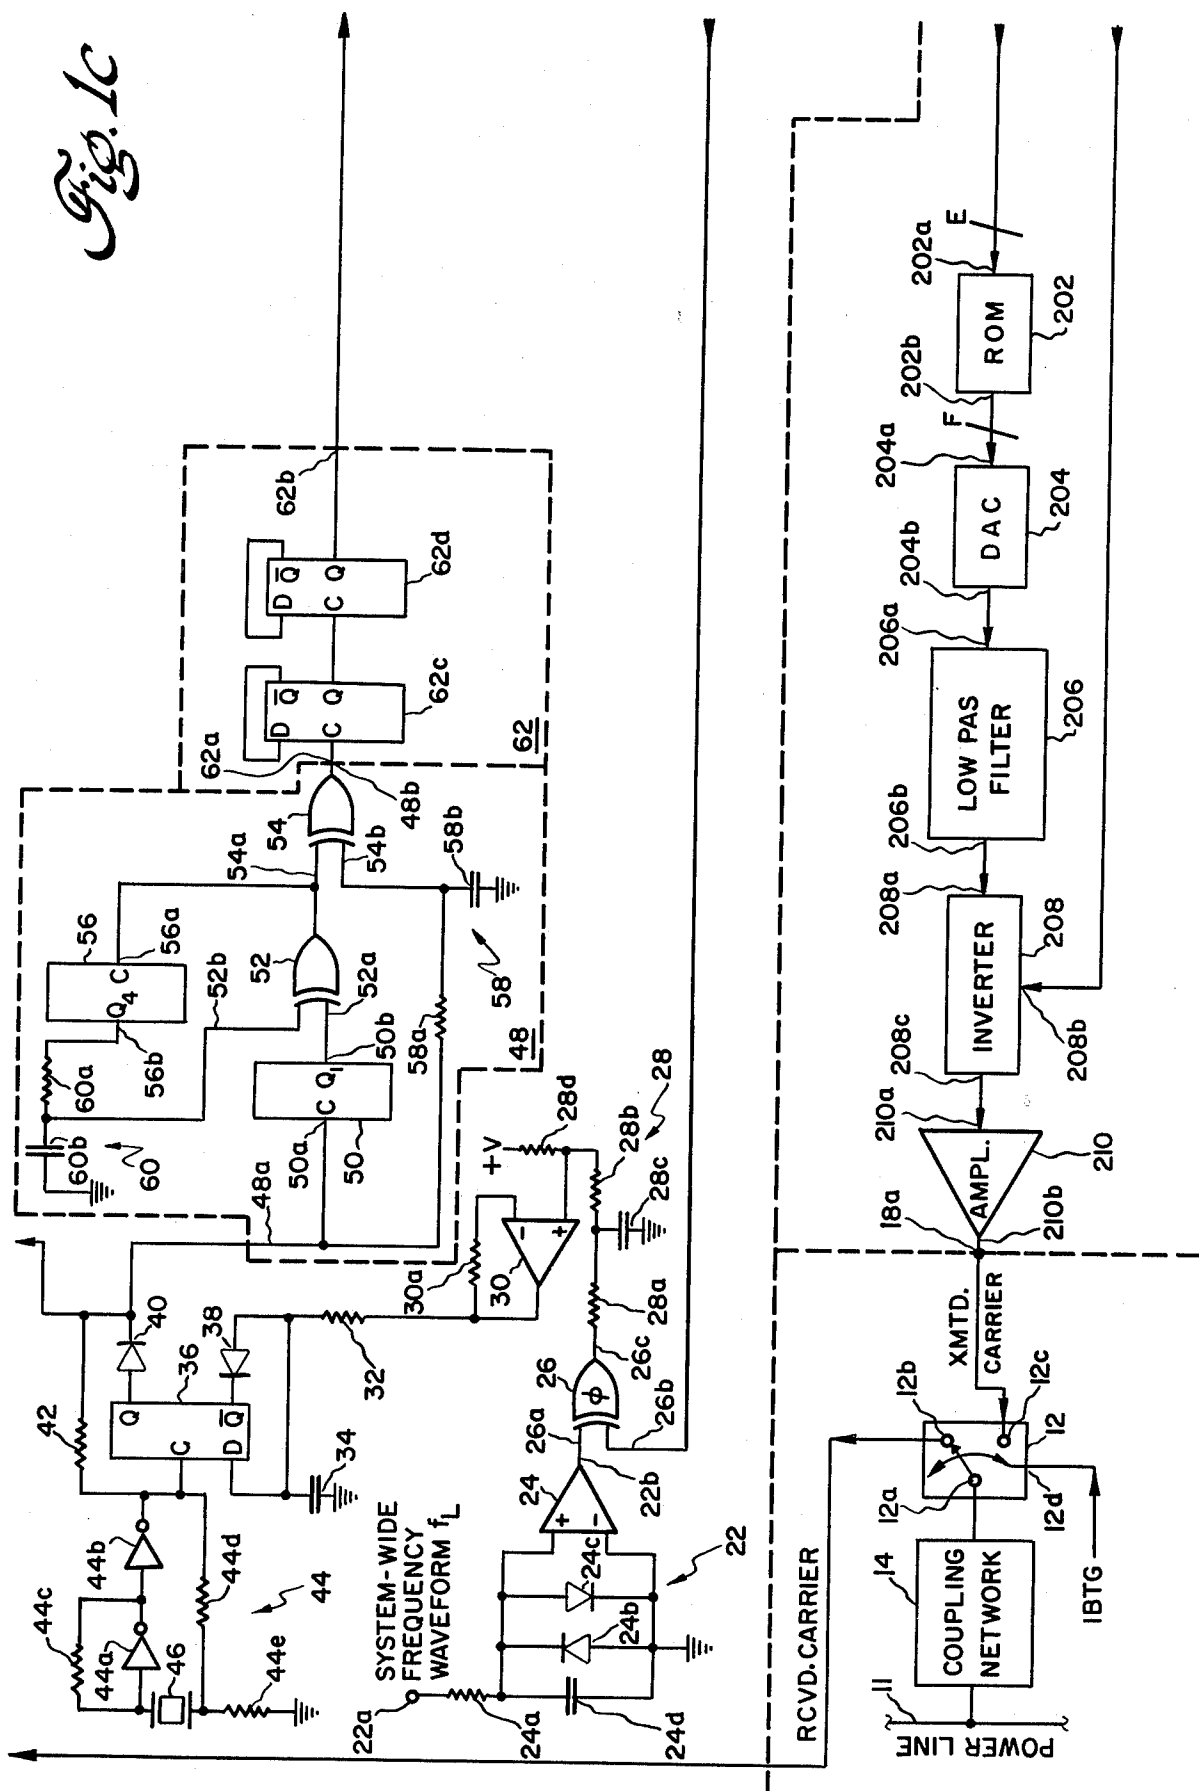 Fig. 1c
44c
44a
44b
46
44d
44e
44
42
36
Q
C
D
Q̅
40
38
34
32
30a
30
-
+
+V
28d
28b
28c
28a
28
26c
26
ϕ
26a
26b
22b
24
+
-
24c
24b
24d
24a
22a
22
SYSTEM-WIDE
FREQUENCY
WAVEFORM fL
60b
60a
60
56b
56
Q4
C
56a
52b
52
52a
50b
50a
50
C Q1
48a
48
58a
58
58b
54a
54
54b
48b
62a
62
D Q̅
C Q
62c
D Q̅
C Q
62d
62b
RCVD. CARRIER
POWER LINE
11
14
COUPLING
NETWORK
12a
12b
12c
12
12d
1BTG
XMTD.
CARRIER
18a
210b
AMPL.
210
210a
208c
INVERTER
208
208b
208a
206b
LOW PAS
FILTER
206
206a
204b
DAC
204
204a
F
202b
ROM
202
202a
E